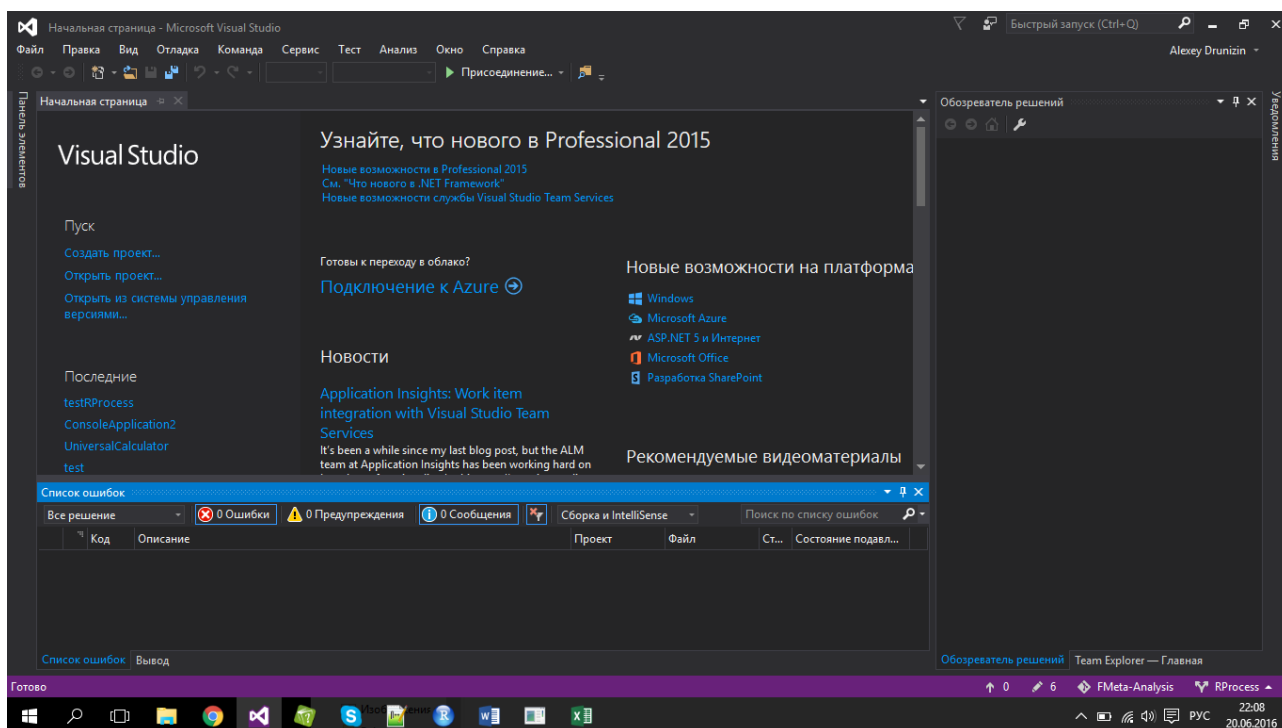 Начальная страница - Microsoft Visual Studio
Быстрый запуск (Ctrl+Q)
Файл Правка Вид Отладка Команда Сервис Тест Анализ Окно Справка
Alexey Drunizin
Присоединение...
Панель элементов
Начальная страница
Visual Studio
Пуск
Создать проект...
Открыть проект...
Открыть из системы управления
версиями...
Последние
testRProcess
ConsoleApplication2
UniversalCalculator
test
Узнайте, что нового в Professional 2015
Новые возможности в Professional 2015
См. "Что нового в .NET Framework"
Новые возможности службы Visual Studio Team Services
Готовы к переходу в облако?
Подключение к Azure
Новости
Application Insights: Work item
integration with Visual Studio Team
Services
It's been a while since my last blog post, but the ALM
team at Application Insights has been working hard on
Новые возможности на платформа
Windows
Microsoft Azure
ASP.NET 5 и Интернет
Microsoft Office
Разработка SharePoint
Рекомендуемые видеоматериалы
Обозреватель решений
Уведомления
Список ошибок
Все решение 0 Ошибки 0 Предупреждения 0 Сообщения Сборка и IntelliSense Поиск по списку ошибок
Код Описание Проект Файл Ст... Состояние подавл...
Список ошибок Вывод
Обозреватель решений Team Explorer — Главная
Готово
0 6 FMeta-Analysis RProcess
РУС
22:08
20.06.2016